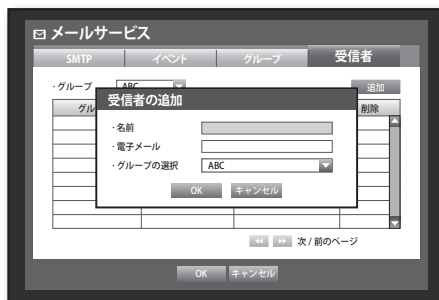 メールサービス
SMTP イベント グループ 受信者
·グループ ABC 追加
削除
受信者の追加
·名前
·電子メール
·グループの選択 ABC
OK キャンセル
次/前のページ
OK キャンセル